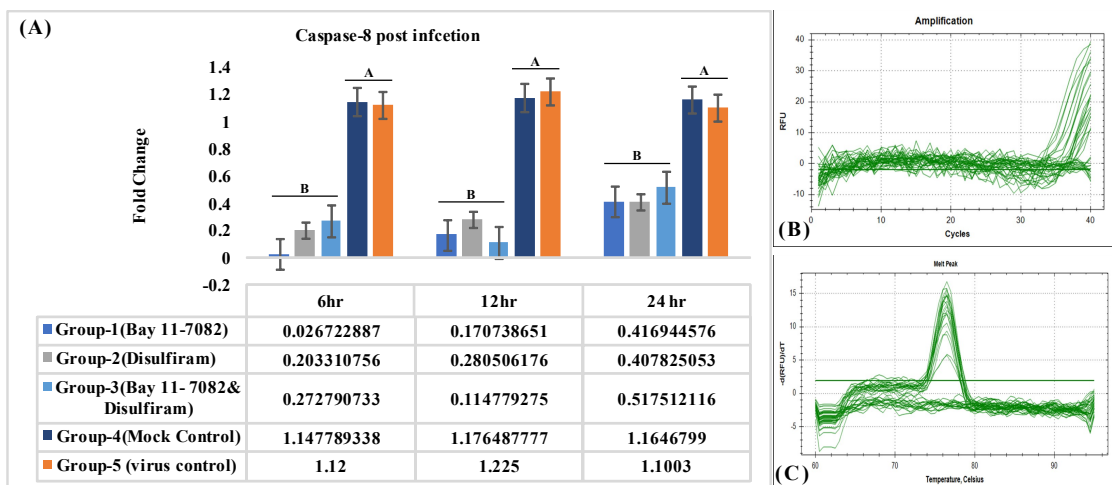 (A)
Caspase-8 post infcetion
Fold Change
1.4
1.2
1
0.8
0.6
0.4
0.2
0
-0.2
B
A
B
A
B
A
6hr 12hr 24 hr
Group-1(Bay 11-7082) 0.026722887 0.170738651 0.416944576
Group-2(Disulfiram) 0.203310756 0.280506176 0.407825053
Group-3(Bay 11- 7082& Disulfiram) 0.272790733 0.114779275 0.517512116
Group-4(Mock Control) 1.147789338 1.176487777 1.1646799
Group-5 (virus control) 1.12 1.225 1.1003
Amplification
RFU
40
30
20
10
0
-10
0 10 20 30 40
Cycles
(B)
Melt Peak
-d(RFU)/dT
15
10
5
0
-5
60 70 80 90
Temperature, Celsius
(C)